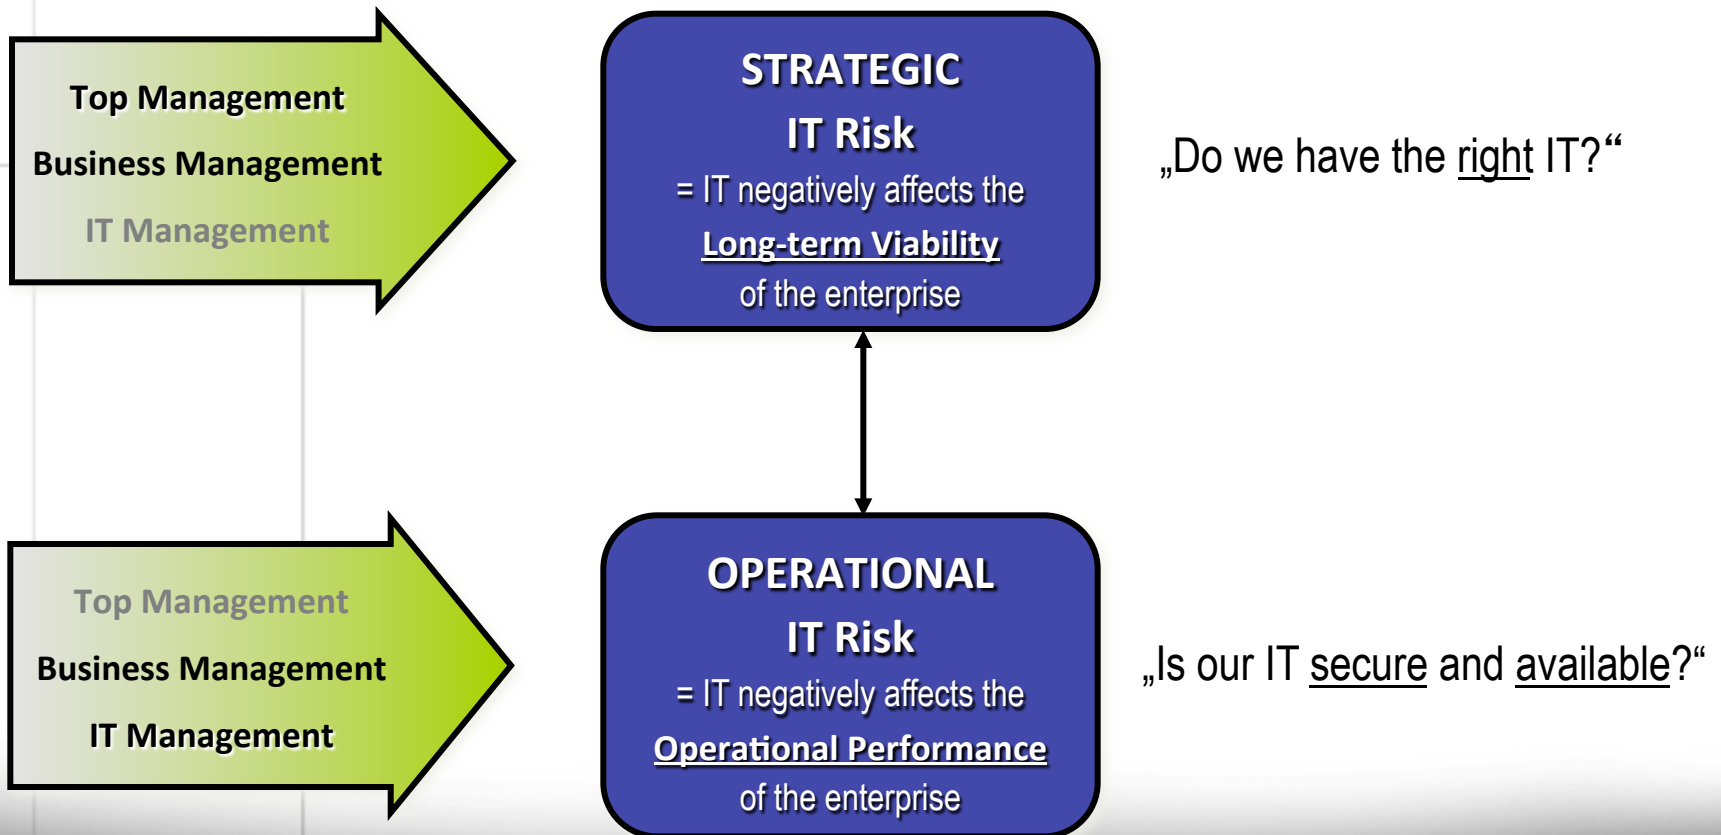 Top Management
Business Management
IT Management
STRATEGIC
IT Risk
= IT negatively affects the
Long-term Viability
of the enterprise
„Do we have the right IT?“
Top Management
Business Management
IT Management
OPERATIONAL
IT Risk
= IT negatively affects the
Operational Performance
of the enterprise
„Is our IT secure and available?“